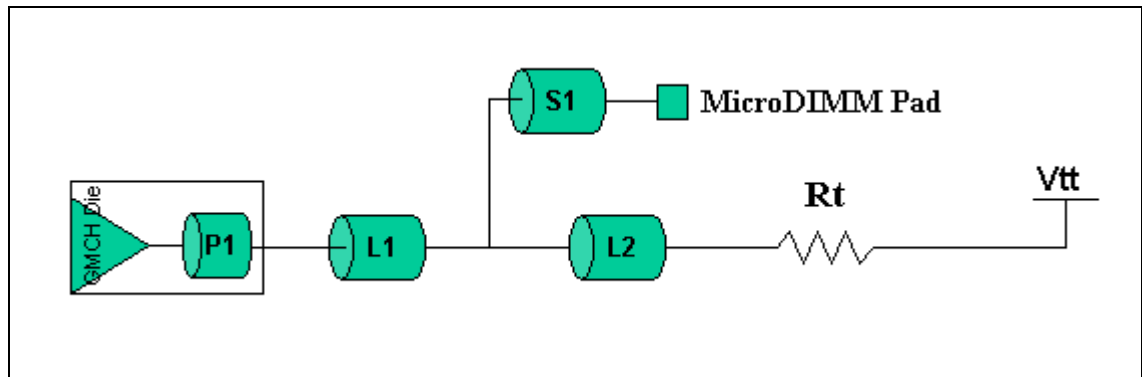 S1
MicroDIMM Pad
GMCH Die
P1
L1
L2
Rt
Vtt